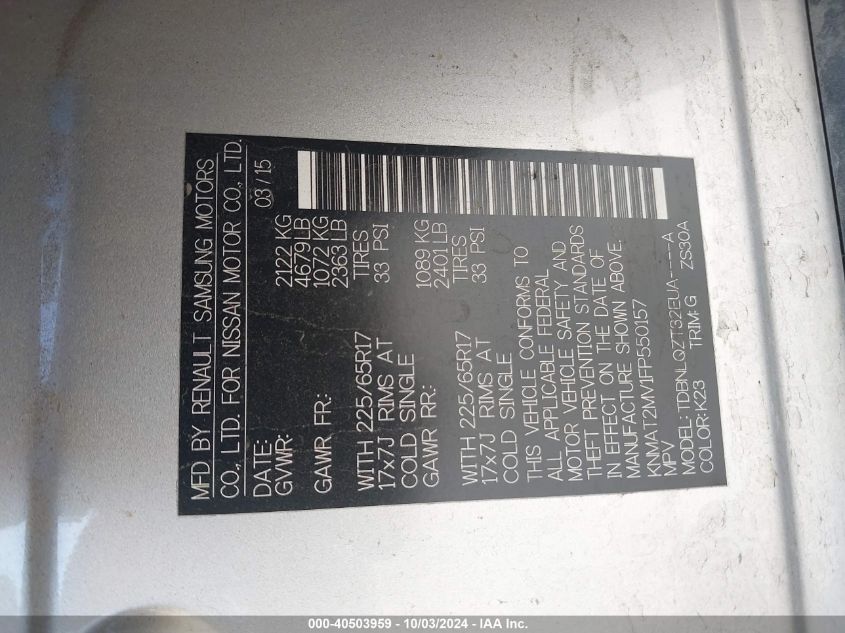 MFD BY RENAULT SAMSUNG MOTORS
CO., LTD. FOR NISSAN MOTOR CO., LTD.
DATE: 03/15
GVWR: 2122 KG
4679 LB
GAWR FR: 1072 KG
2363 LB
WITH 225/65R17 TIRES
17x7J RIMS AT 33 PSI
COLD SINGLE
GAWR RR: 1089 KG
2401 LB
WITH 225/65R17 TIRES
17x7J RIMS AT 33 PSI
COLD SINGLE
THIS VEHICLE CONFORMS TO
ALL APPLICABLE FEDERAL
MOTOR VEHICLE SAFETY AND
THEFT PREVENTION STANDARDS
IN EFFECT ON THE DATE OF
MANUFACTURE SHOWN ABOVE.
KNMAT2MV1FP550157
MPV
MODEL:TDBNLQZT32EUA----A
COLOR:K23 TRIM:G ZS30A
000-40503959 - 10/03/2024 - IAA Inc.